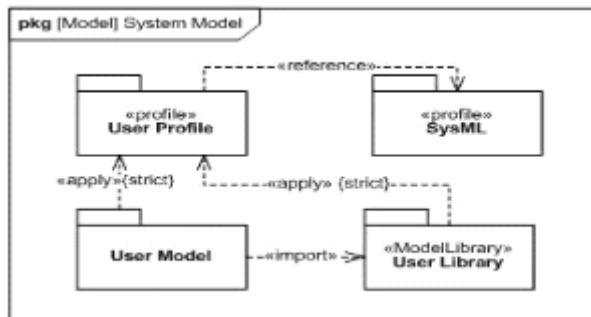 pkg [Model] System Model
«reference»
«profile»
User Profile
«profile»
SysML
«apply»{strict}
«apply» {strict}
User Model
«import»
«ModelLibrary»
User Library